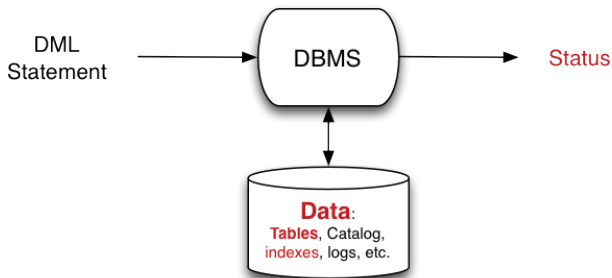 DML
Statement
DBMS
Status
Data:
Tables, Catalog,
indexes, logs, etc.